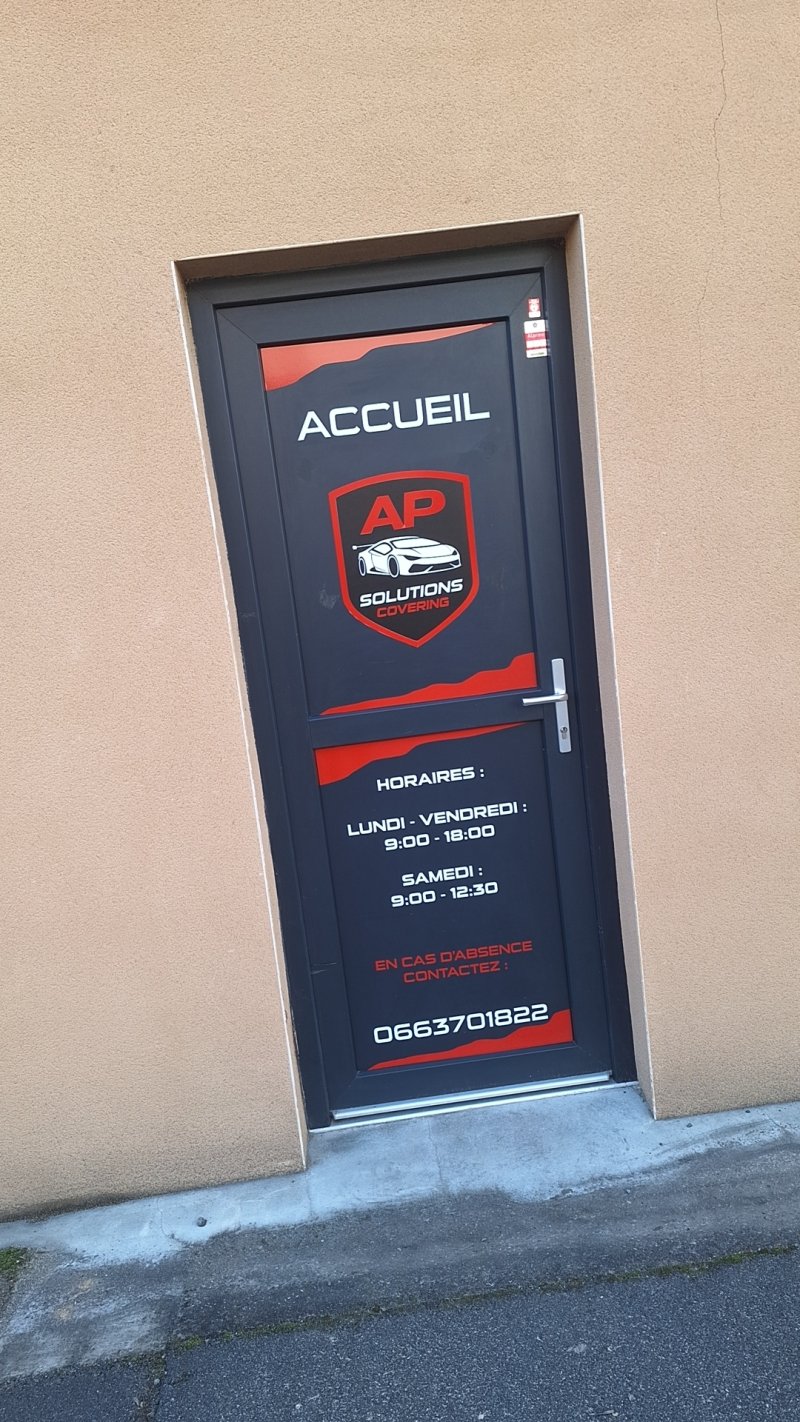 ACCUEIL
AP
SOLUTIONS
COVERING
HORAIRES :
LUNDI - VENDREDI :
9:00 - 18:00
SAMEDI :
9:00 - 12:30
EN CAS D'ABSENCE
CONTACTEZ :
0663701822